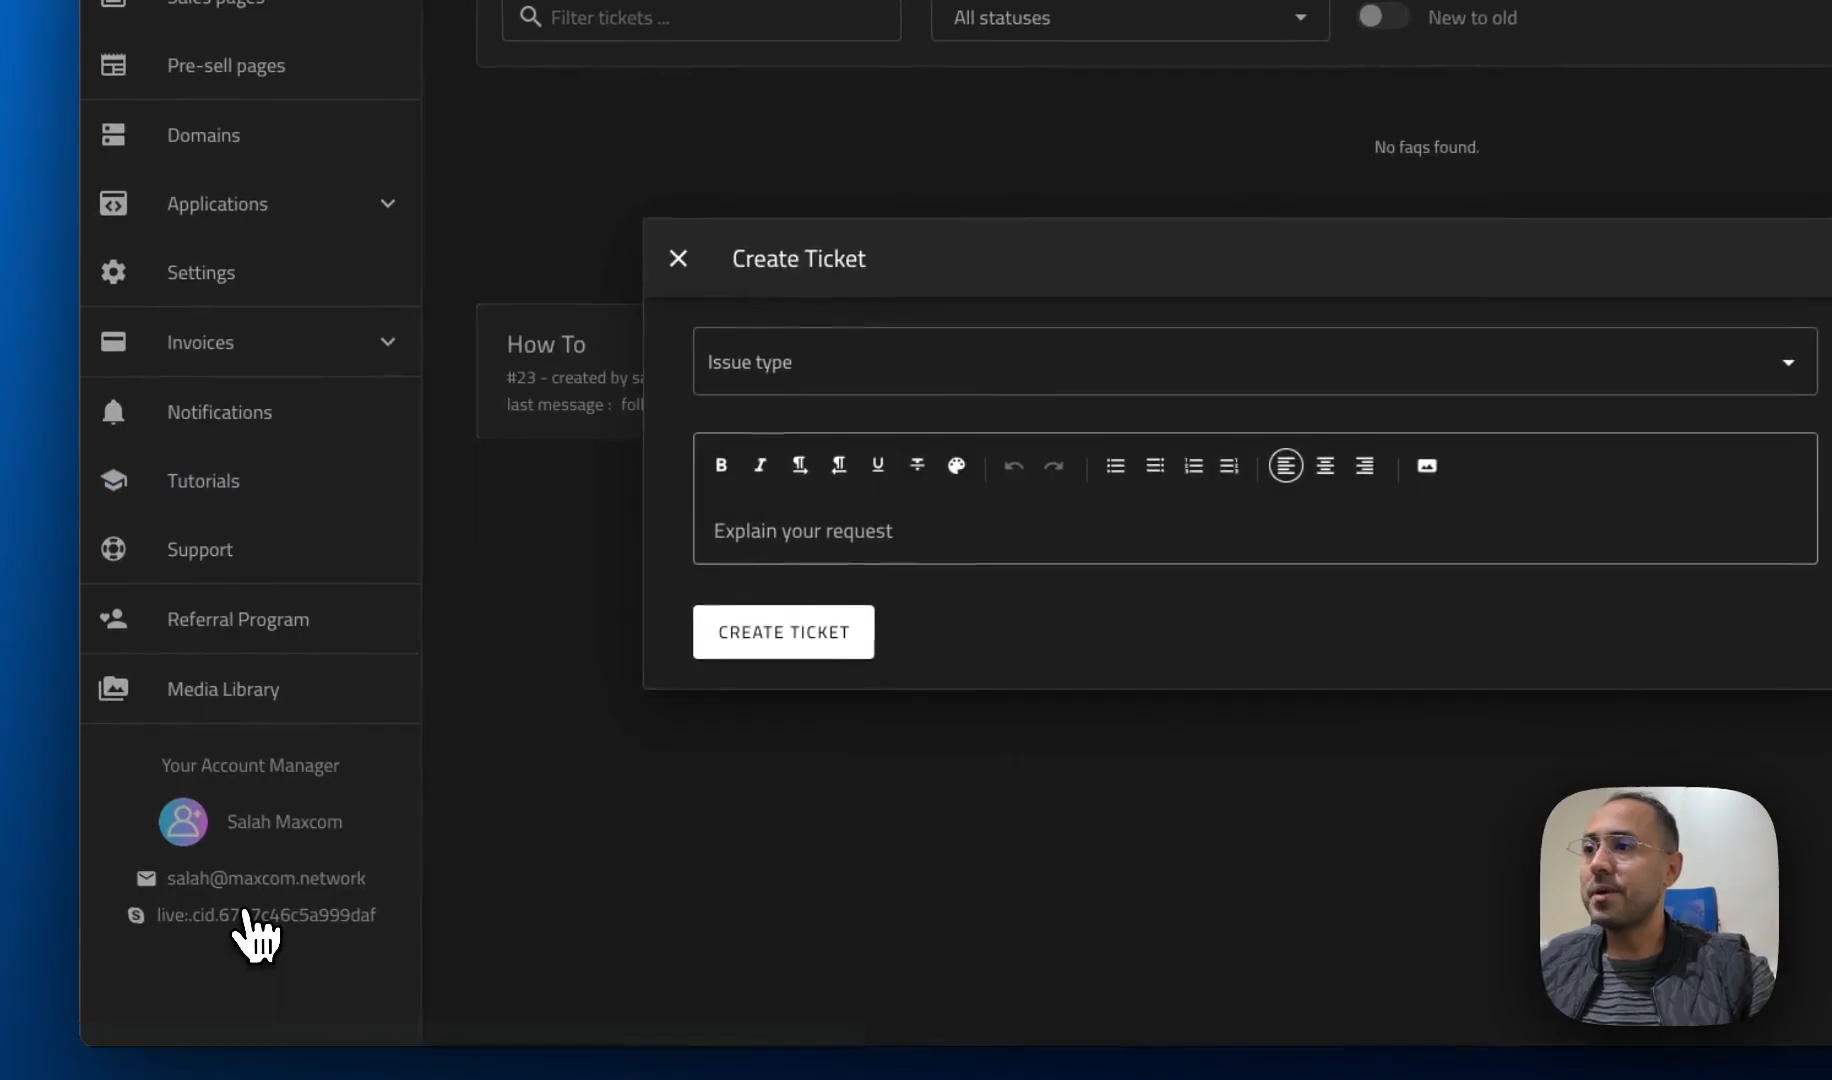 Sales pages
Filter tickets ...
All statuses
New to old
Pre-sell pages
Domains
No faqs found.
Applications
Settings
Create Ticket
Invoices
How To
#23 - created by
last message :
Issue type
Notifications
Tutorials
Explain your request
Support
Referral Program
CREATE TICKET
Media Library
Your Account Manager
Salah Maxcom
salah@maxcom.network